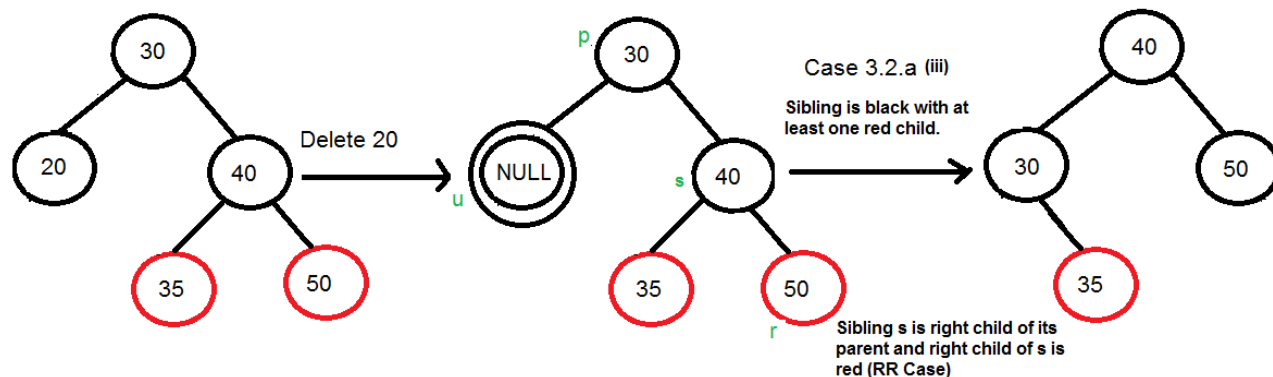 30
20
40
35
50
Delete 20
p
30
NULL
u
s
40
35
50
r
Case 3.2.a (iii)
Sibling is black with at
least one red child.
Sibling s is right child of its
parent and right child of s is
red (RR Case)
40
30
50
35